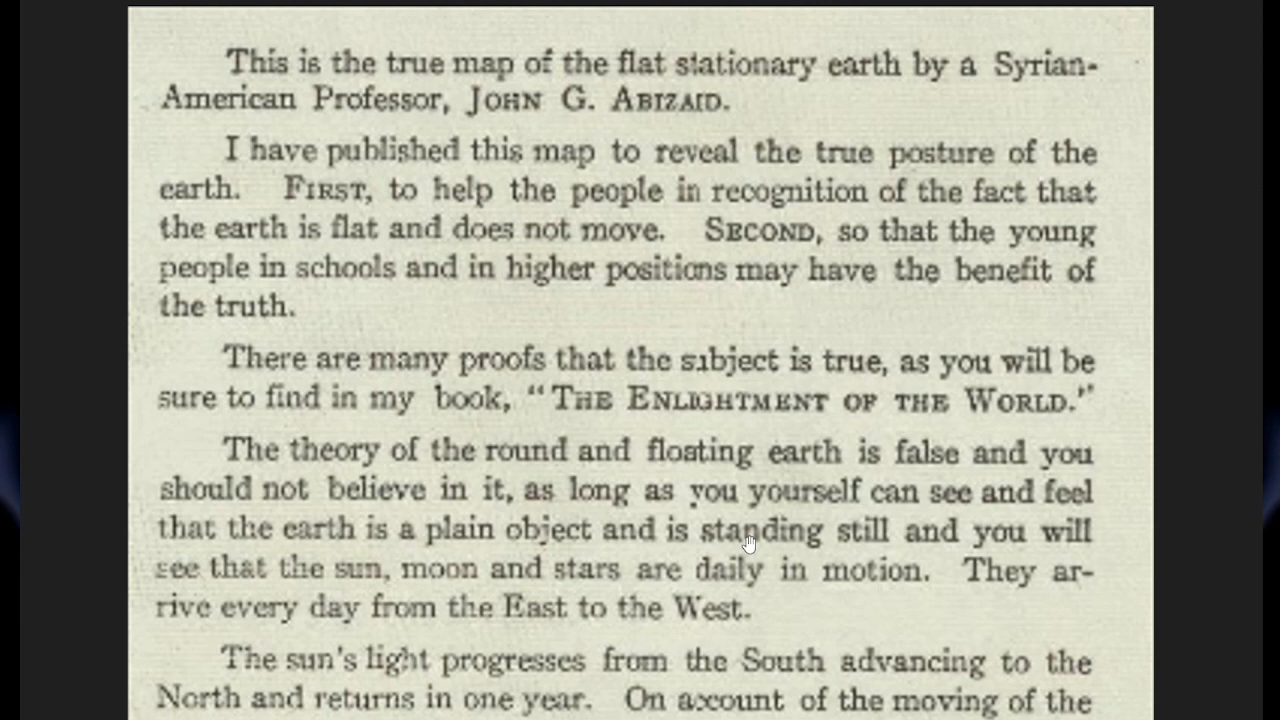 This is the true map of the flat stationary earth by a Syrian-
American Professor, JOHN G. ABIZAID.
I have published this map to reveal the true posture of the
earth. FIRST, to help the people in recognition of the fact that
the earth is flat and does not move. SECOND, so that the young
people in schools and in higher positions may have the benefit of
the truth.
There are many proofs that the subject is true, as you will be
sure to find in my book, "THE ENLIGHTMENT OF THE WORLD."
The theory of the round and floating earth is false and you
should not believe in it, as long as you yourself can see and feel
that the earth is a plain object and is standing still and you will
see that the sun, moon and stars are daily in motion. They ar-
rive every day from the East to the West.
The sun's light progresses from the South advancing to the
North and returns in one year. On account of the moving of the